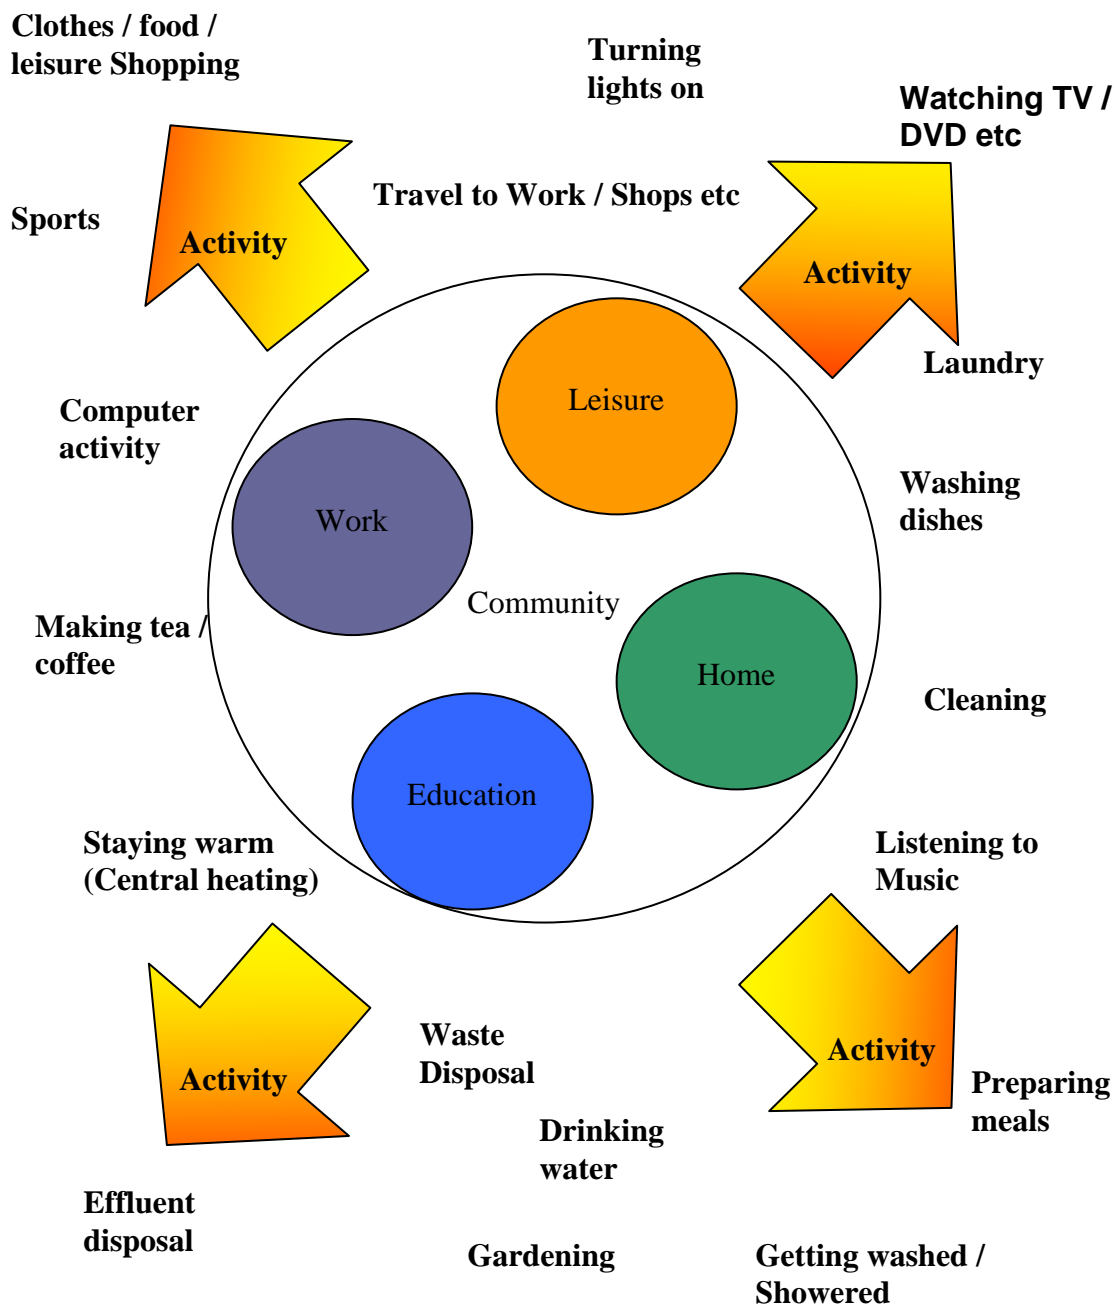 Clothes / food /
leisure Shopping
Turning
lights on
Watching TV /
DVD etc
Travel to Work / Shops etc
Sports
Activity
Activity
Laundry
Leisure
Computer
activity
Washing
dishes
Work
Community
Making tea /
coffee
Home
Cleaning
Education
Staying warm
(Central heating)
Listening to
Music
Waste
Disposal
Activity
Activity
Preparing
meals
Drinking
water
Effluent
disposal
Gardening
Getting washed /
Showered